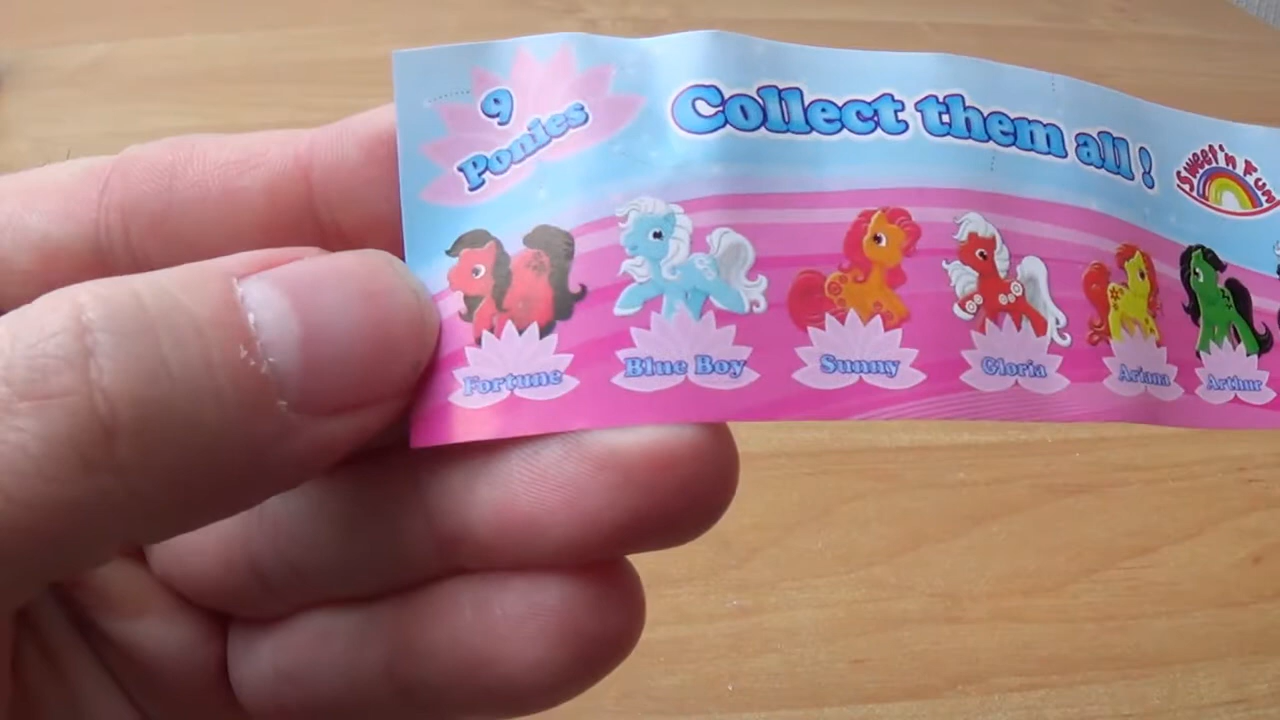 9
Ponies
Collect them all !
Sweet'n Fun
Fortune
Blue Boy
Sunny
Gloria
Ariana
Arthur